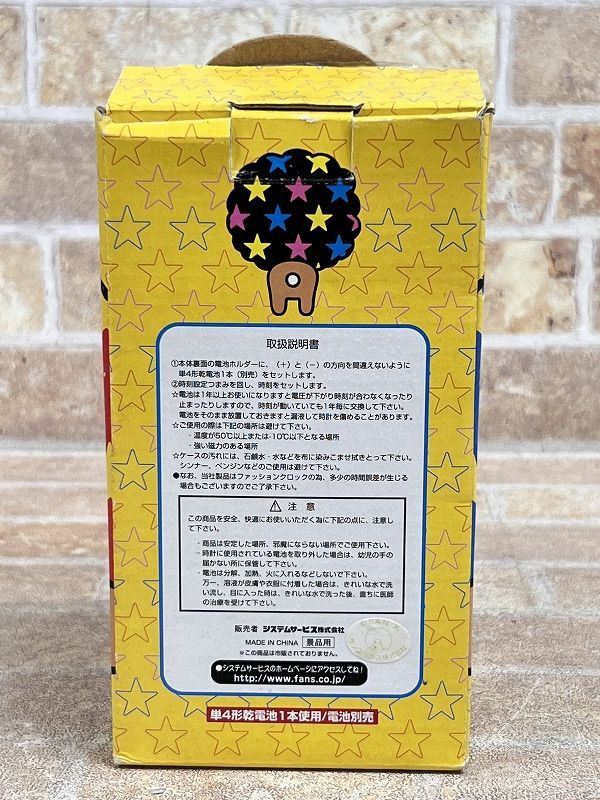 取扱説明書
①本体裏面の電池ホルダーに、(+)と(−)の方向を間違えないように
単4形乾電池1本(別売)をセットします。
②時刻設定つまみを回し、時刻をセットします。
☆電池は1年以上お使いになりますと電圧が下がり時刻が合わなくなったり
止まったりしますので、時刻が動いていても1年毎に交換して下さい。
電池をそのまま放置しておきますと漏液して時計を傷めることがあります。
☆ご使用の際は下記の場所は避けて下さい。
・温度が50℃以上または-10℃以下となる場所
・強い磁力のある場所
☆ケースの汚れには、石鹸水・水などを布に染みこませ拭きとって下さい。
シンナー、ベンジンなどのご使用は避けて下さい。
●なお、当社製品はファッションクロックの為、多少の時間誤差が生じる
場合もございますのでご了承下さい。
⚠ 注 意
この商品を安全、快適にお使いいただく為に下記の点に、注意し
て下さい。
・商品は安定した場所、邪魔にならない場所でご使用下さい。
・時計に使用されている電池を取り外した場合は、幼児の手の
届かない所に保管して下さい。
・電池は分解、加熱、火に入れるなどしないで下さい。
万一、溶液が皮膚や衣服に付着した場合は、きれいな水で洗
い流し、目に入った時は、きれいな水で洗った後、直ちに医師
の治療を受けて下さい。
販売者 システムサービス株式会社
MADE IN CHINA 景品用
※この商品は市販されておりません。
●システムサービスのホームページにアクセスしてね!
http://www.fans.co.jp/
単4形乾電池1本使用/電池別売